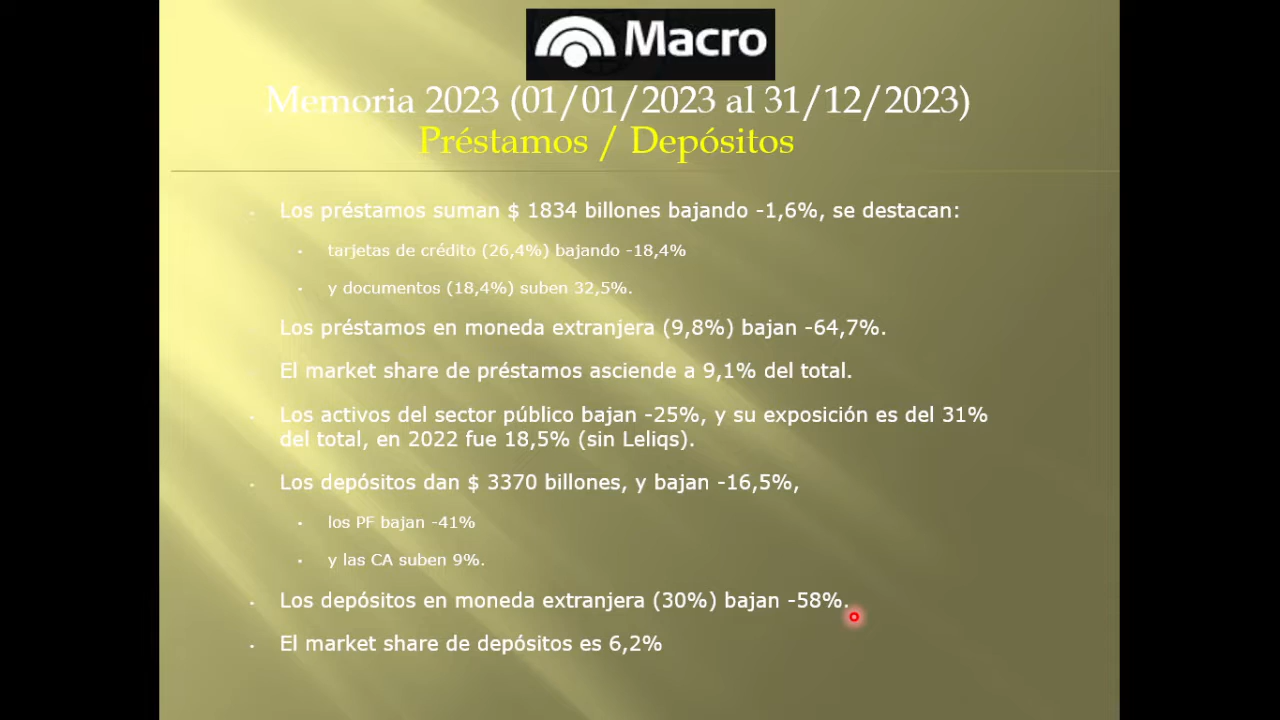 Macro
Memoria 2023 (01/01/2023 al 31/12/2023)
Préstamos / Depósitos
Los préstamos suman $ 1834 billones bajando -1,6%, se destacan:
tarjetas de crédito (26,4%) bajando -18,4%
y documentos (18,4%) suben 32,5%.
Los préstamos en moneda extranjera (9,8%) bajan -64,7%.
El market share de préstamos asciende a 9,1% del total.
Los activos del sector público bajan -25%, y su exposición es del 31%
del total, en 2022 fue 18,5% (sin Leliqs).
Los depósitos dan $ 3370 billones, y bajan -16,5%,
los PF bajan -41%
y las CA suben 9%.
Los depósitos en moneda extranjera (30%) bajan -58%.
El market share de depósitos es 6,2%